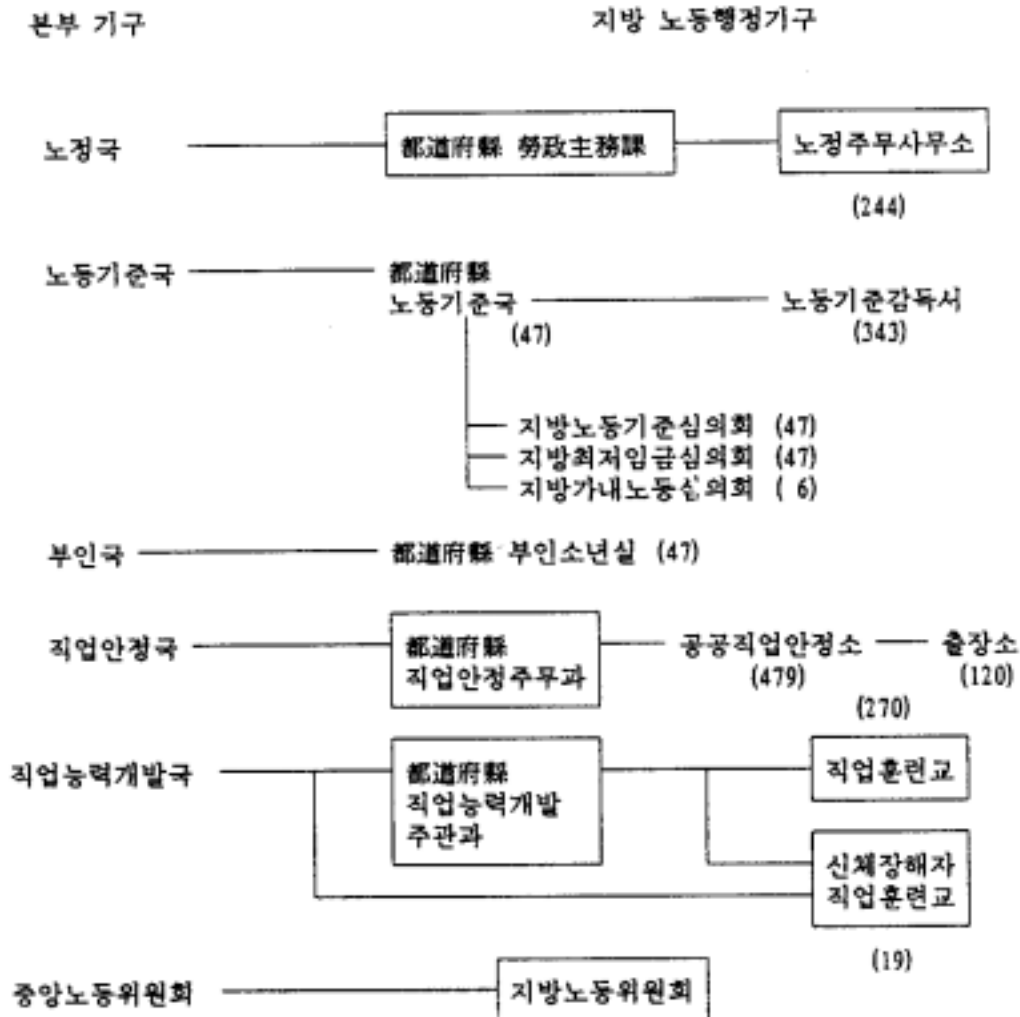 본부 기구 지방 노동행정기구
노정국 都道府縣 勞政主務課 노정주무사무소
(244)
노동기준국 都道府縣
노동기준국 노동기준감독서
(47) (343)
지방노동기준심의회 (47)
지방최저임금심의회 (47)
지방가내노동심의회 ( 6)
부인국 都道府縣 부인소년실 (47)
직업안정국 都道府縣 공공직업안정소 출장소
직업안정주무과 (479) (120)
(270)
직업능력개발국 都道府縣 직업훈련교
직업능력개발
주관과
신체장해자
직업훈련교
(19)
중앙노동위원회 지방노동위원회